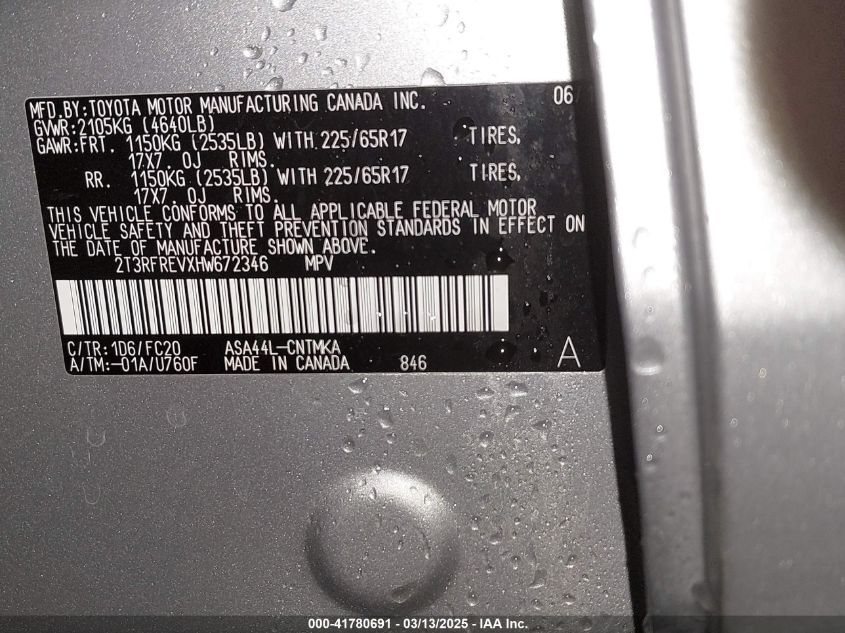 MFD.BY:TOYOTA MOTOR MANUFACTURING CANADA INC. 06
GVWR:2105KG (4640LB)
GAWR:FRT. 1150KG (2535LB) WITH 225/65R17 TIRES,
17X7.0J RIMS.
RR. 1150KG (2535LB) WITH 225/65R17 TIRES,
17X7.0J RIMS.
THIS VEHICLE CONFORMS TO ALL APPLICABLE FEDERAL MOTOR
VEHICLE SAFETY AND THEFT PREVENTION STANDARDS IN EFFECT ON
THE DATE OF MANUFACTURE SHOWN ABOVE.
2T3RFREVXHW672346 MPV
C/TR:1D6/FC20 ASA44L-CNTMKA
A/TM:-01A/U760F MADE IN CANADA 846 A
000-41780691 - 03/13/2025 - IAA Inc.